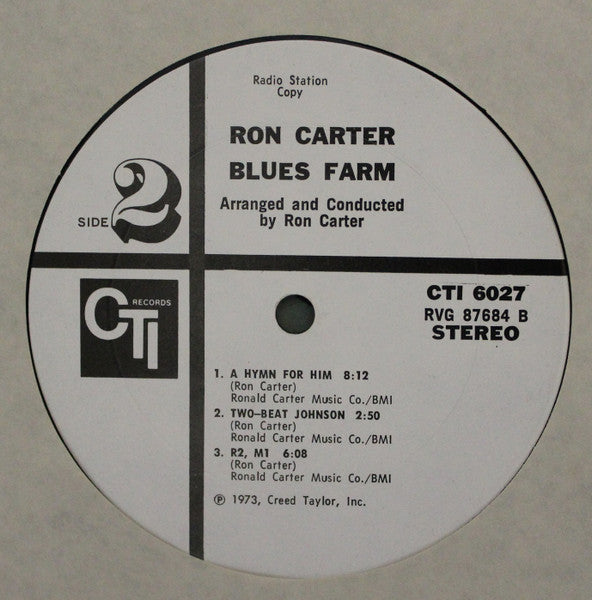 Radio Station
Copy
RON CARTER
BLUES FARM
Arranged and Conducted
by Ron Carter
SIDE 2
CTI RECORDS
CTI 6027
RVG 87684 B
STEREO
1. A HYMN FOR HIM 8:12
(Ron Carter)
Ronald Carter Music Co./BMI
2. TWO–BEAT JOHNSON 2:50
(Ron Carter)
Ronald Carter Music Co./BMI
3. R2, M1 6:08
(Ron Carter)
Ronald Carter Music Co./BMI
℗ 1973, Creed Taylor, Inc.